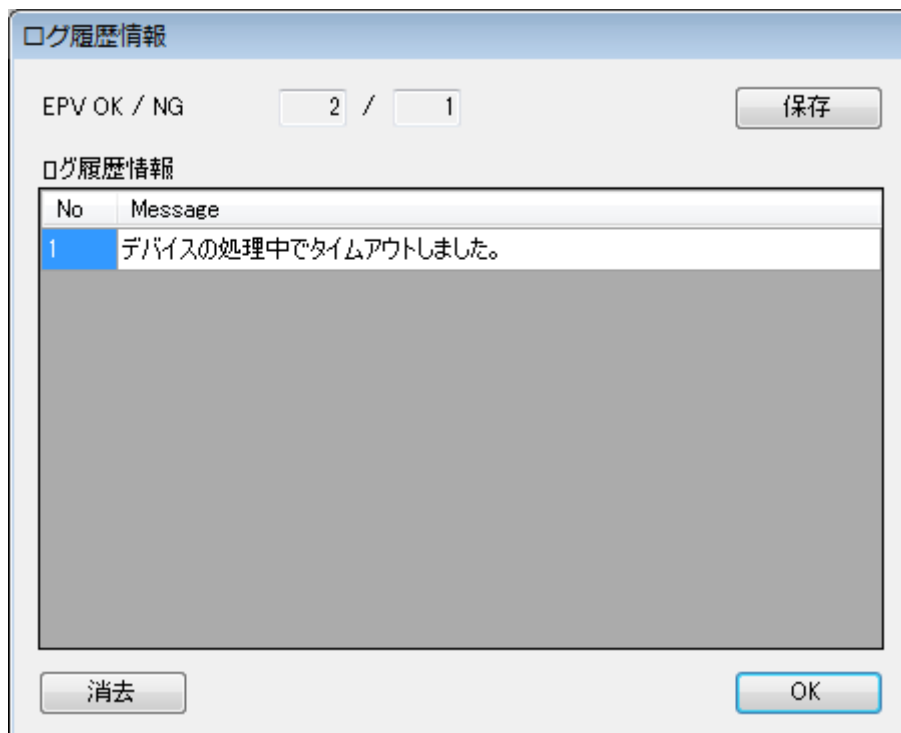 ログ履歴情報
EPV OK / NG 2 / 1 保存
ログ履歴情報
No Message
1 デバイスの処理中でタイムアウトしました。
消去 OK